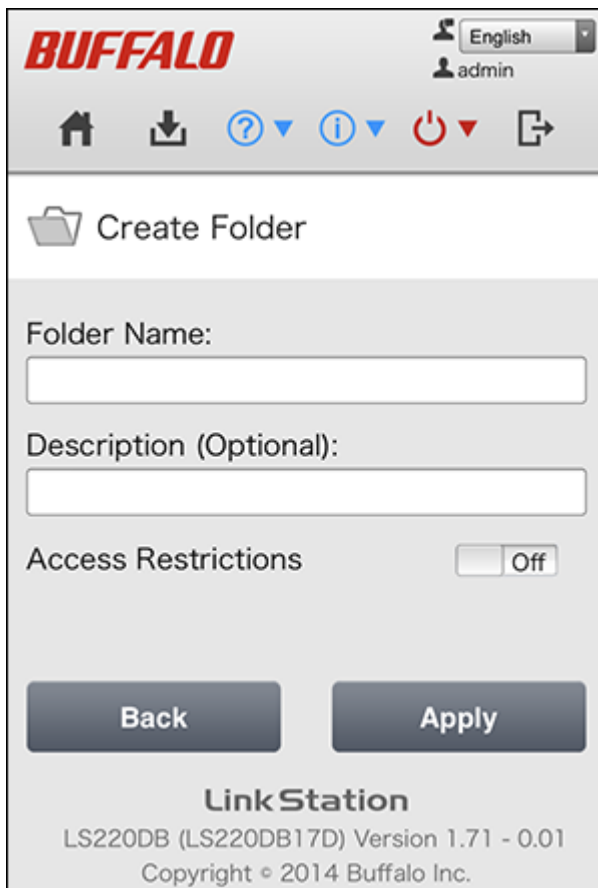 BUFFALO
English
admin
Create Folder
Folder Name:
Description (Optional):
Access Restrictions
Off
Back
Apply
LinkStation
LS220DB (LS220DB17D) Version 1.71 - 0.01
Copyright © 2014 Buffalo Inc.